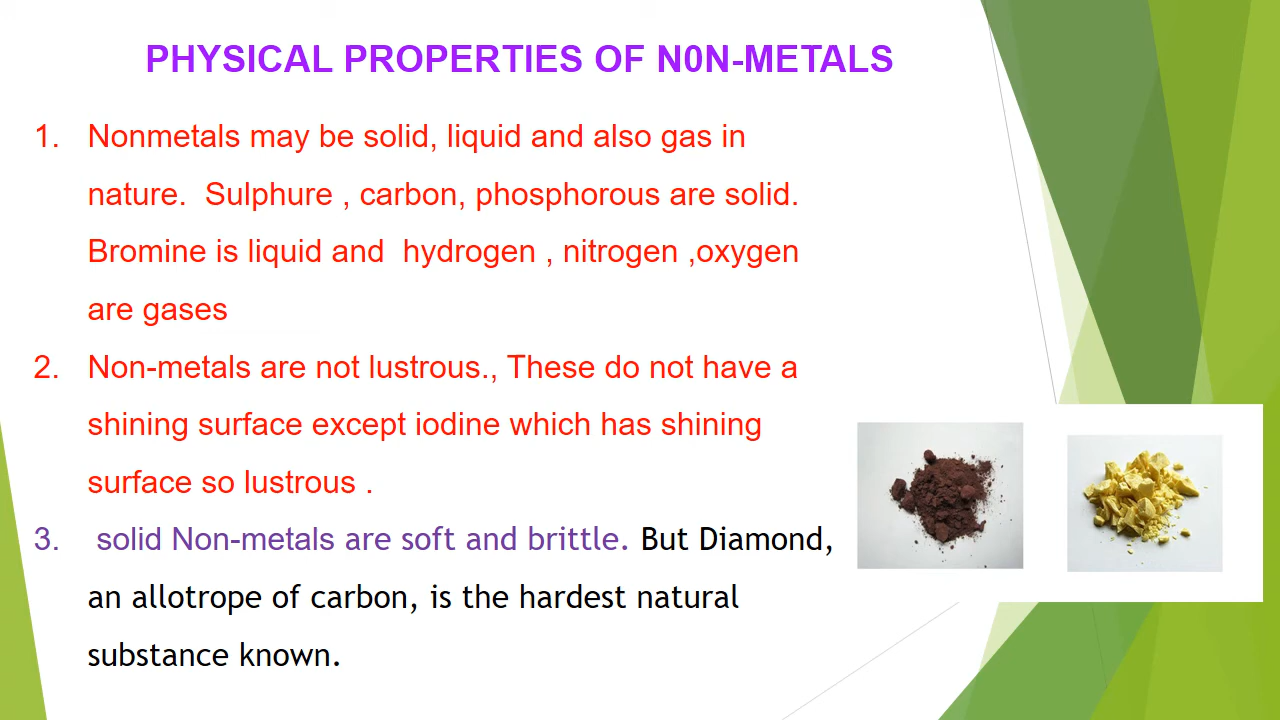 PHYSICAL PROPERTIES OF N0N-METALS
1. Nonmetals may be solid, liquid and also gas in
nature.  Sulphure , carbon, phosphorous are solid.
Bromine is liquid and  hydrogen , nitrogen ,oxygen
are gases
2. Non-metals are not lustrous., These do not have a
shining surface except iodine which has shining
surface so lustrous .
3.  solid Non-metals are soft and brittle. But Diamond,
an allotrope of carbon, is the hardest natural
substance known.